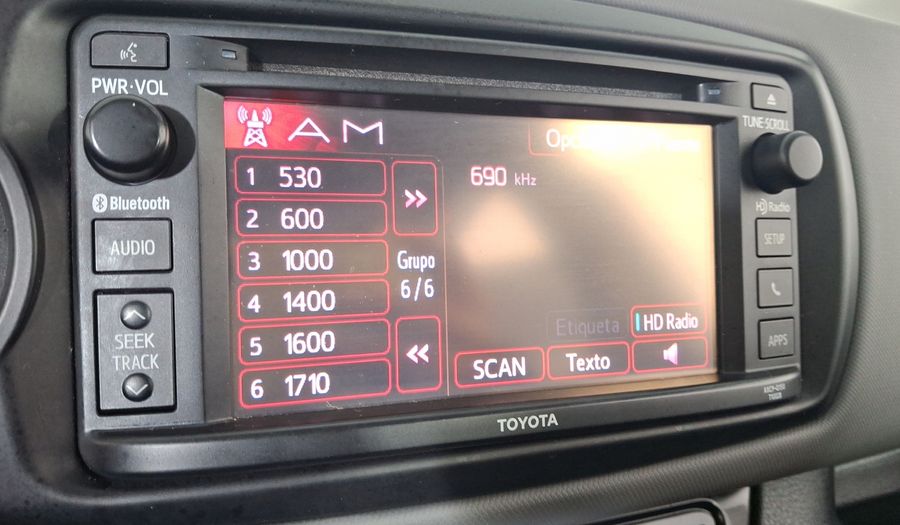 PWR·VOL
Bluetooth
AUDIO
SEEK
TRACK
AM
1 530
2 600
3 1000
4 1400
5 1600
6 1710
Grupo
6/6
690 kHz
Etiqueta
HD Radio
SCAN
Texto
TOYOTA
TUNE·SCROLL
HD Radio
SETUP
APPS